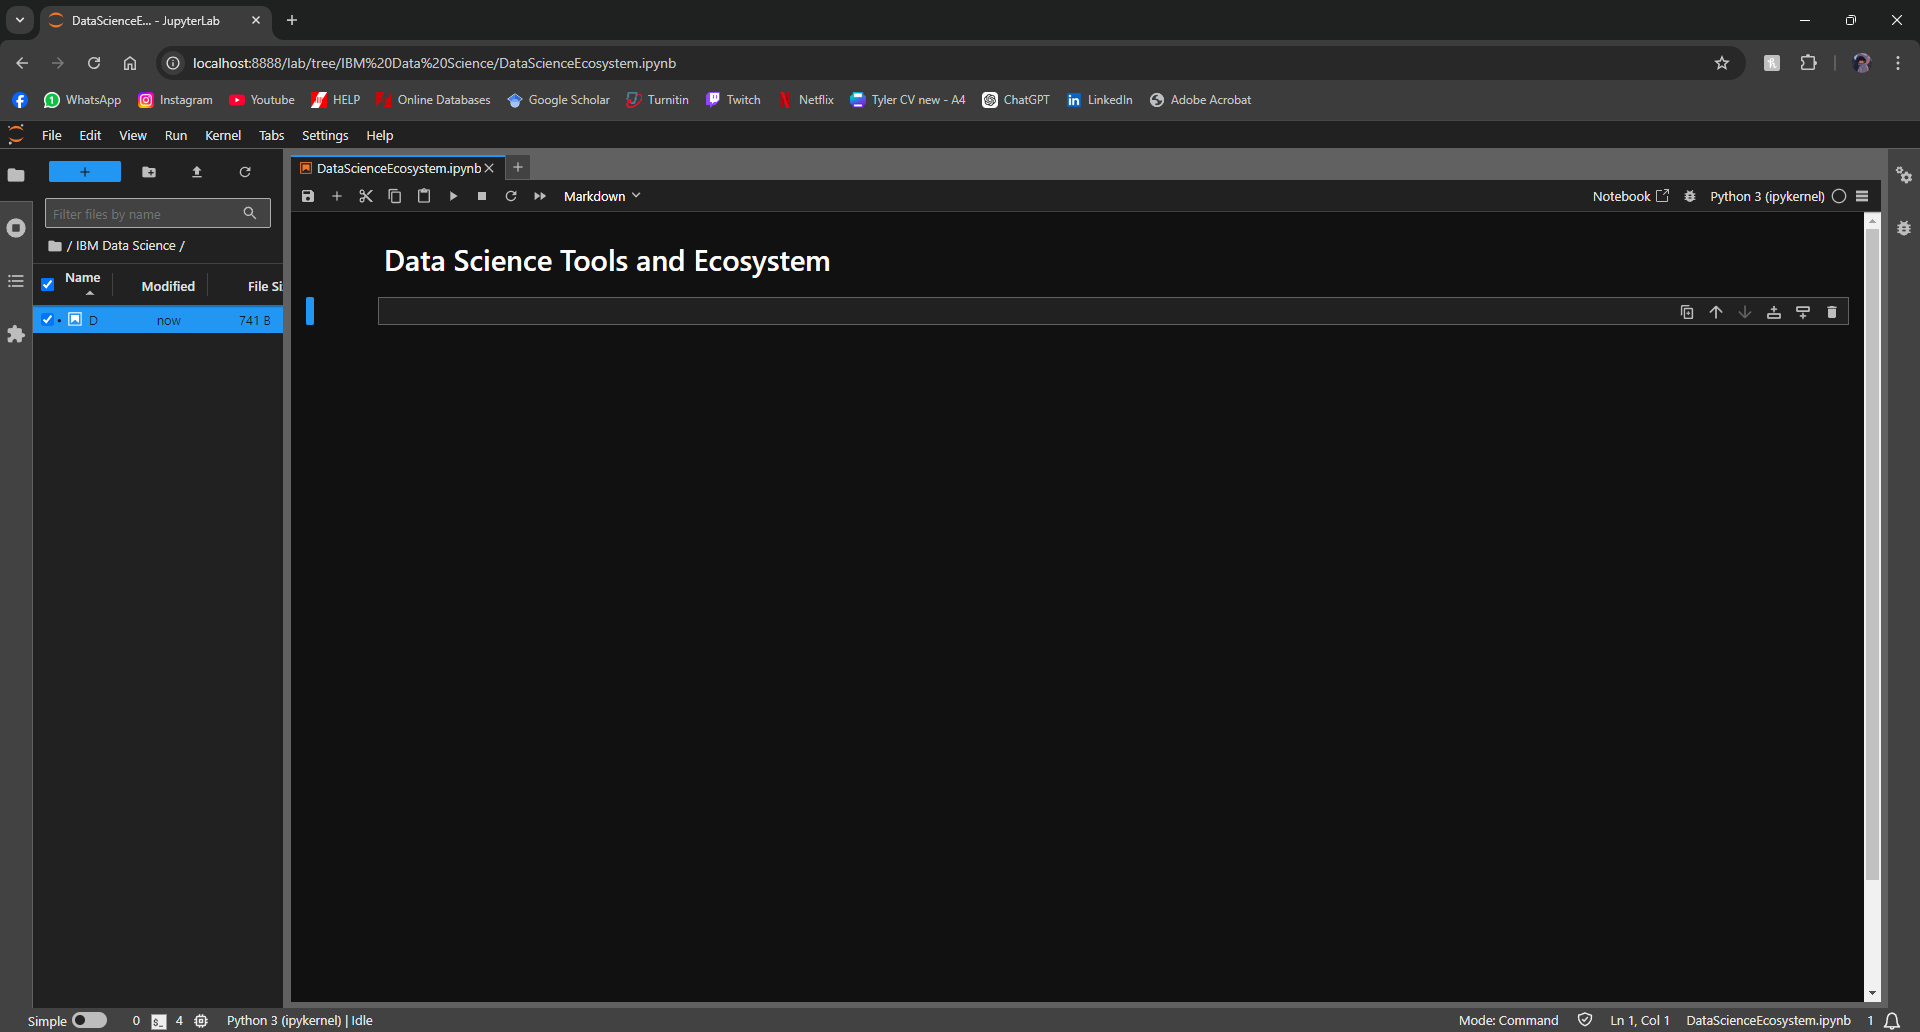 DataScienceE... - JupyterLab
localhost:8888/lab/tree/IBM%20Data%20Science/DataScienceEcosystem.ipynb
WhatsApp Instagram Youtube HELP Online Databases Google Scholar Turnitin Twitch Netflix Tyler CV new - A4 ChatGPT LinkedIn Adobe Acrobat
File Edit View Run Kernel Tabs Settings Help
DataScienceEcosystem.ipynb
Markdown Notebook Python 3 (ipykernel)
Filter files by name
/ IBM Data Science /
Name Modified File Si
D now 741 B
Data Science Tools and Ecosystem
Simple 0 4 Python 3 (ipykernel) | Idle Mode: Command Ln 1, Col 1 DataScienceEcosystem.ipynb 1